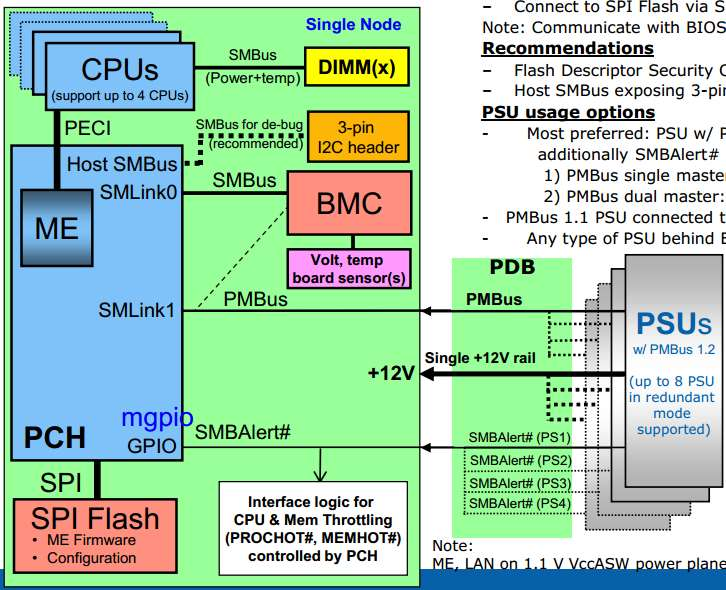 Single Node
CPUs
(support up to 4 CPUs)
SMBus
(Power+temp)
DIMM(x)
PECI
SMBus for de-bug
(recommended)
3-pin
I2C header
Host SMBus
SMLink0
SMBus
BMC
ME
Volt, temp
board sensor(s)
SMLink1
PMBus
+12V
mgpio
PCH
GPIO
SMBAlert#
SPI
SPI Flash
• ME Firmware
• Configuration
Interface logic for
CPU & Mem Throttling
(PROCHOT#, MEMHOT#)
controlled by PCH
– Connect to SPI Flash via S
Note: Communicate with BIOS
Recommendations
– Flash Descriptor Security
– Host SMBus exposing 3-pi
PSU usage options
- Most preferred: PSU w/
additionally SMBAlert#
1) PMBus single master
2) PMBus dual master:
- PMBus 1.1 PSU connected t
- Any type of PSU behind
PDB
PMBus
Single +12V rail
SMBAlert# (PS1)
SMBAlert# (PS2)
SMBAlert# (PS3)
SMBAlert# (PS4)
PSUs
w/ PMBus 1.2
(up to 8 PSU
in redundant
mode
supported)
Note:
ME, LAN on 1.1 V VccASW power plane